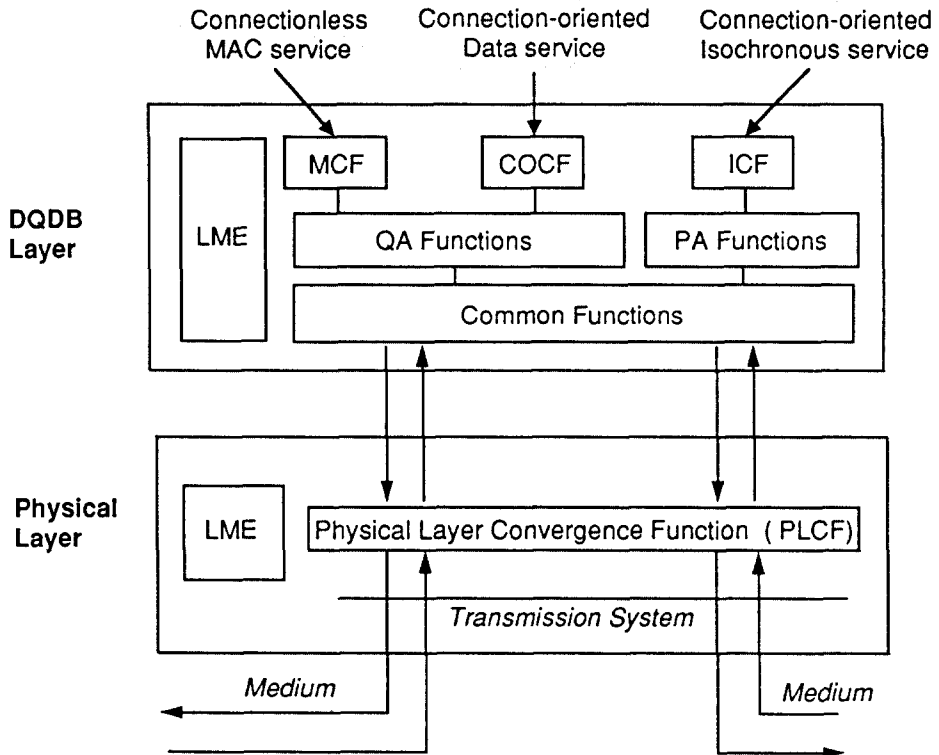 Connectionless
MAC service
Connection-oriented
Data service
Connection-oriented
Isochronous service
DQDB
Layer
LME
MCF
COCF
ICF
QA Functions
PA Functions
Common Functions
Physical
Layer
LME
Physical Layer Convergence Function ( PLCF)
Transmission System
Medium
Medium